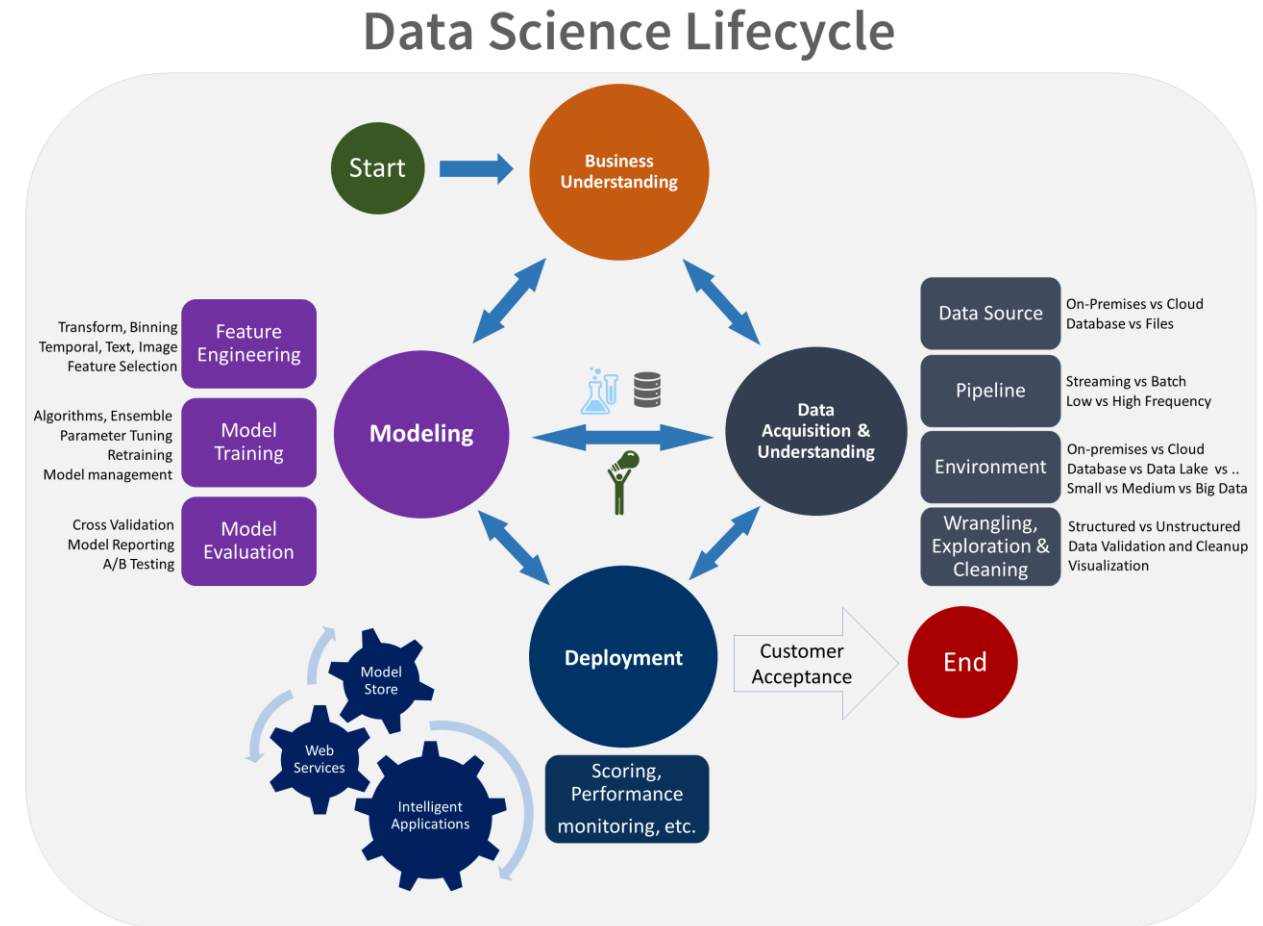 Data Science Lifecycle
Start
Business
Understanding
Transform, Binning
Temporal, Text, Image
Feature Selection
Feature
Engineering
Algorithms, Ensemble
Parameter Tuning
Retraining
Model management
Model
Training
Cross Validation
Model Reporting
A/B Testing
Model
Evaluation
Modeling
Data
Acquisition &
Understanding
Data Source
On-Premises vs Cloud
Database vs Files
Pipeline
Streaming vs Batch
Low vs High Frequency
Environment
On-premises vs Cloud
Database vs Data Lake vs ..
Small vs Medium vs Big Data
Wrangling,
Exploration &
Cleaning
Structured vs Unstructured
Data Validation and Cleanup
Visualization
Deployment
Customer
Acceptance
End
Model
Store
Web
Services
Intelligent
Applications
Scoring,
Performance
monitoring, etc.